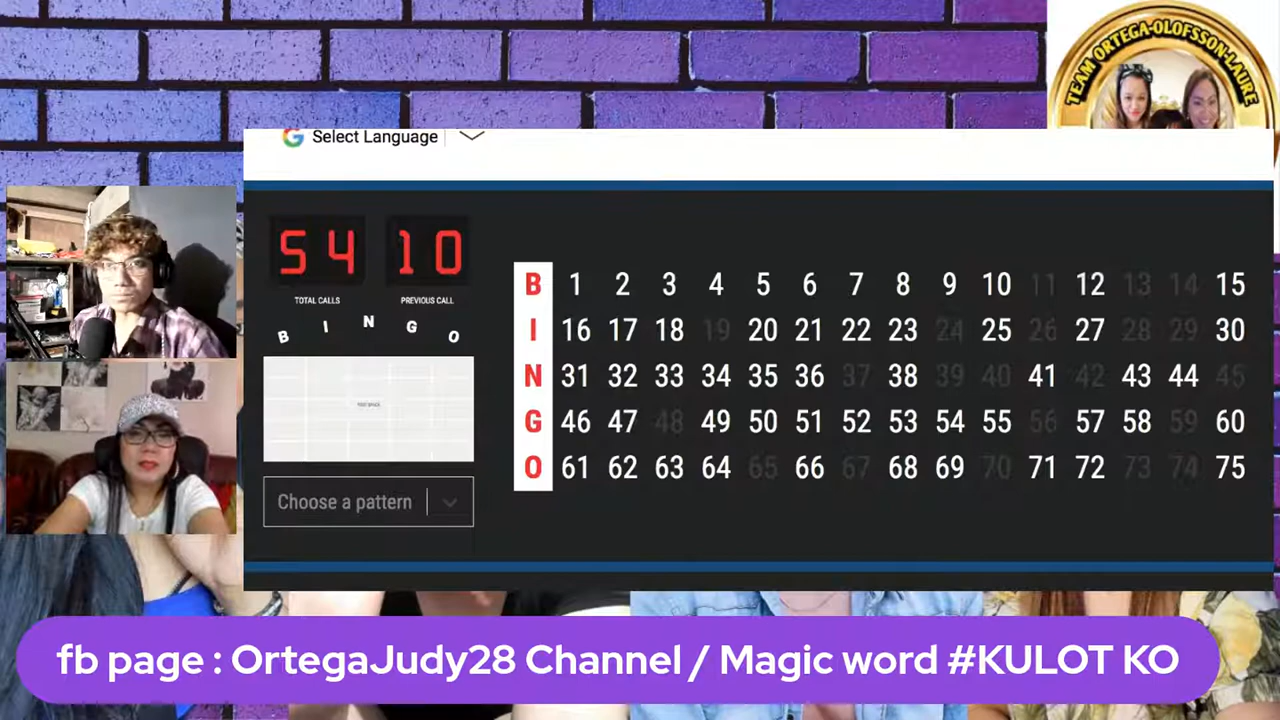 TEAM ORTEGA-OLOFSSON-LAURE
Select Language
54 10
TOTAL CALLS PREVIOUS CALL
B I N G O
Choose a pattern
B 1 2 3 4 5 6 7 8 9 10 11 12 13 14 15
I 16 17 18 19 20 21 22 23 24 25 26 27 28 29 30
N 31 32 33 34 35 36 37 38 39 40 41 42 43 44 45
G 46 47 48 49 50 51 52 53 54 55 56 57 58 59 60
O 61 62 63 64 65 66 67 68 69 70 71 72 73 74 75
fb page : OrtegaJudy28 Channel / Magic word #KULOT KO